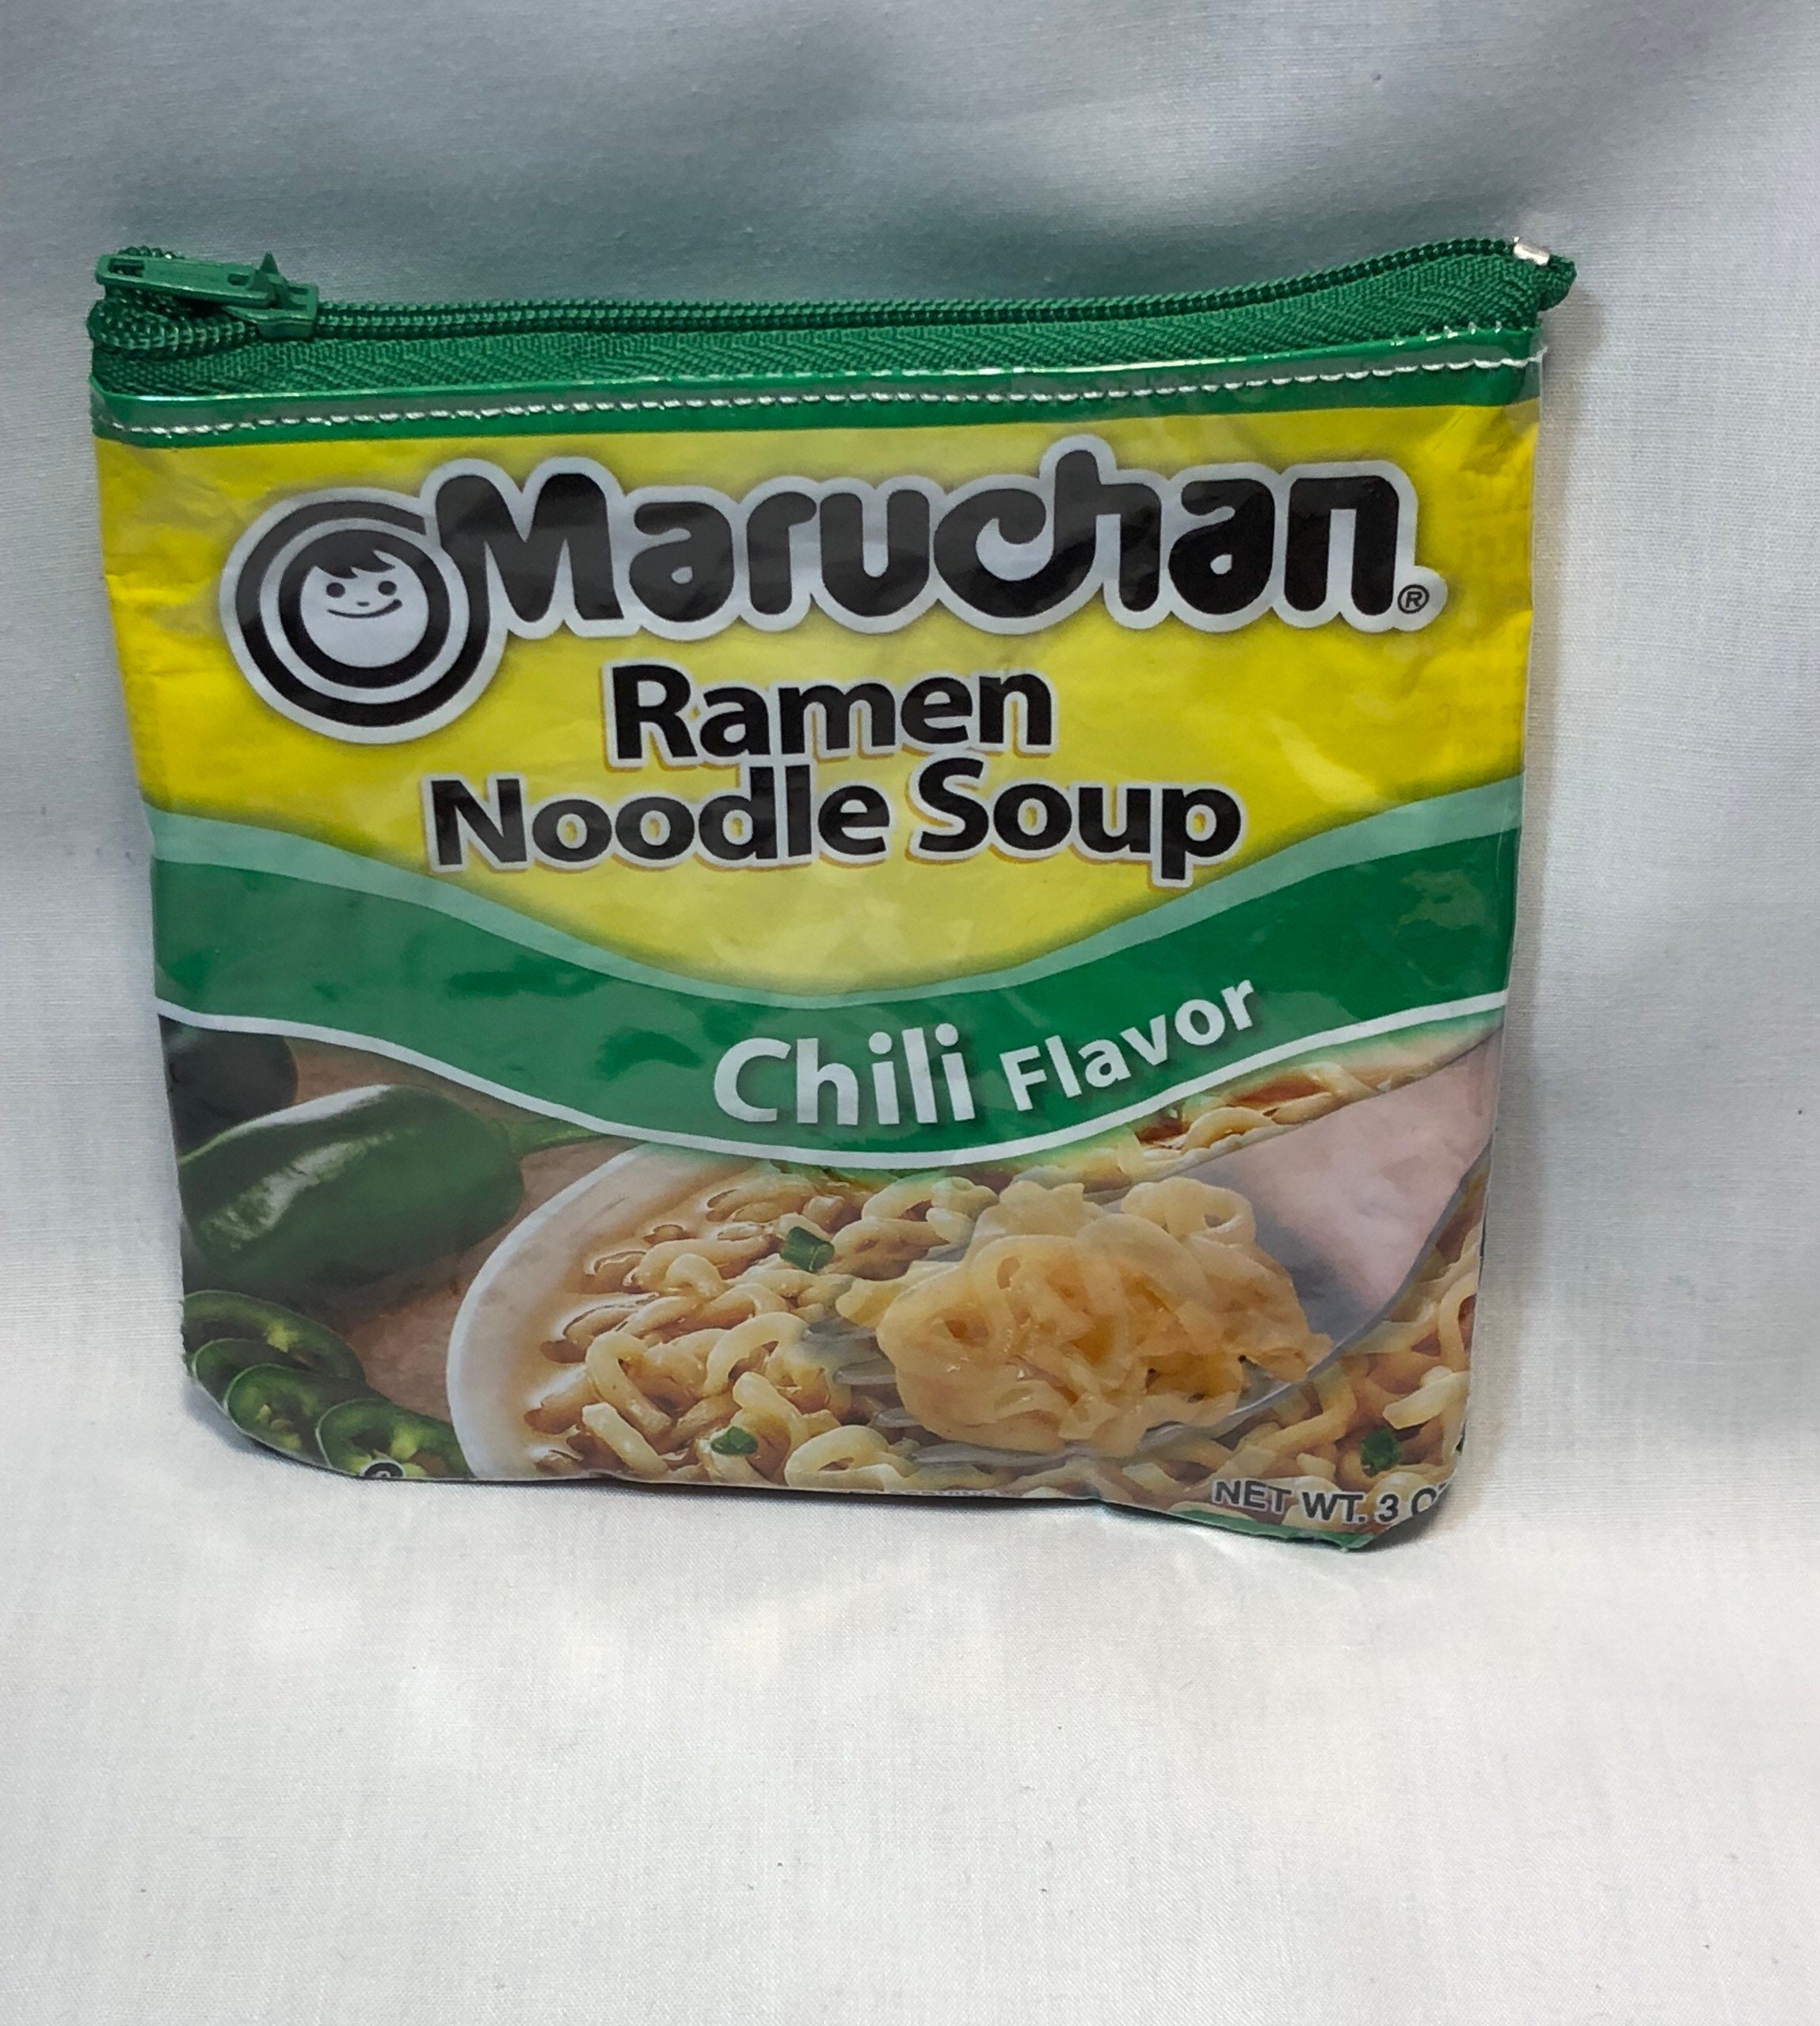 Maruchan®
Ramen
Noodle Soup
Chili Flavor
NET WT. 3